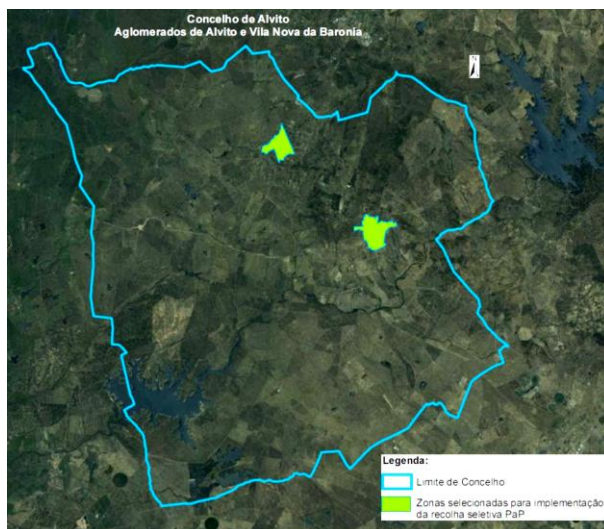 Concelho de Alvito
Aglomerados de Alvito e Vila Nova da Baronia
Legenda:
Limite de Concelho
Zonas selecionadas para implementação
da recolha seletiva PaP